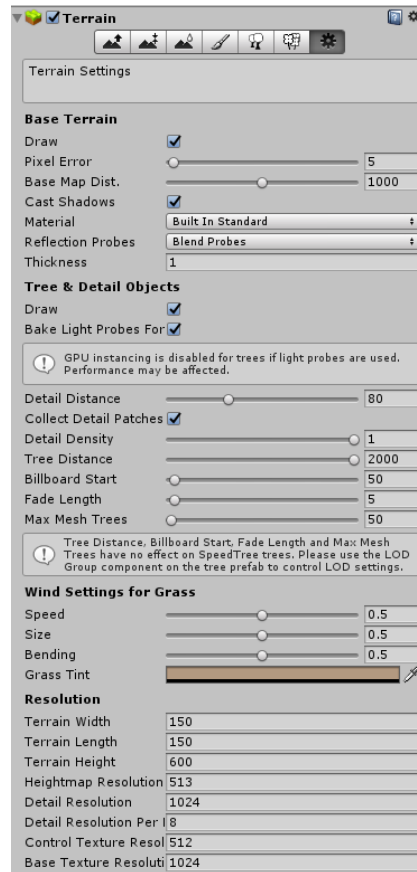 Terrain
Terrain Settings
Base Terrain
Draw
Pixel Error 5
Base Map Dist. 1000
Cast Shadows
Material Built In Standard
Reflection Probes Blend Probes
Thickness 1
Tree & Detail Objects
Draw
Bake Light Probes For
GPU instancing is disabled for trees if light probes are used.
Performance may be affected.
Detail Distance 80
Collect Detail Patches
Detail Density 1
Tree Distance 2000
Billboard Start 50
Fade Length 5
Max Mesh Trees 50
Tree Distance, Billboard Start, Fade Length and Max Mesh
Trees have no effect on SpeedTree trees. Please use the LOD
Group component on the tree prefab to control LOD settings.
Wind Settings for Grass
Speed 0.5
Size 0.5
Bending 0.5
Grass Tint
Resolution
Terrain Width 150
Terrain Length 150
Terrain Height 600
Heightmap Resolution 513
Detail Resolution 1024
Detail Resolution Per 8
Control Texture Resol 512
Base Texture Resoluti 1024